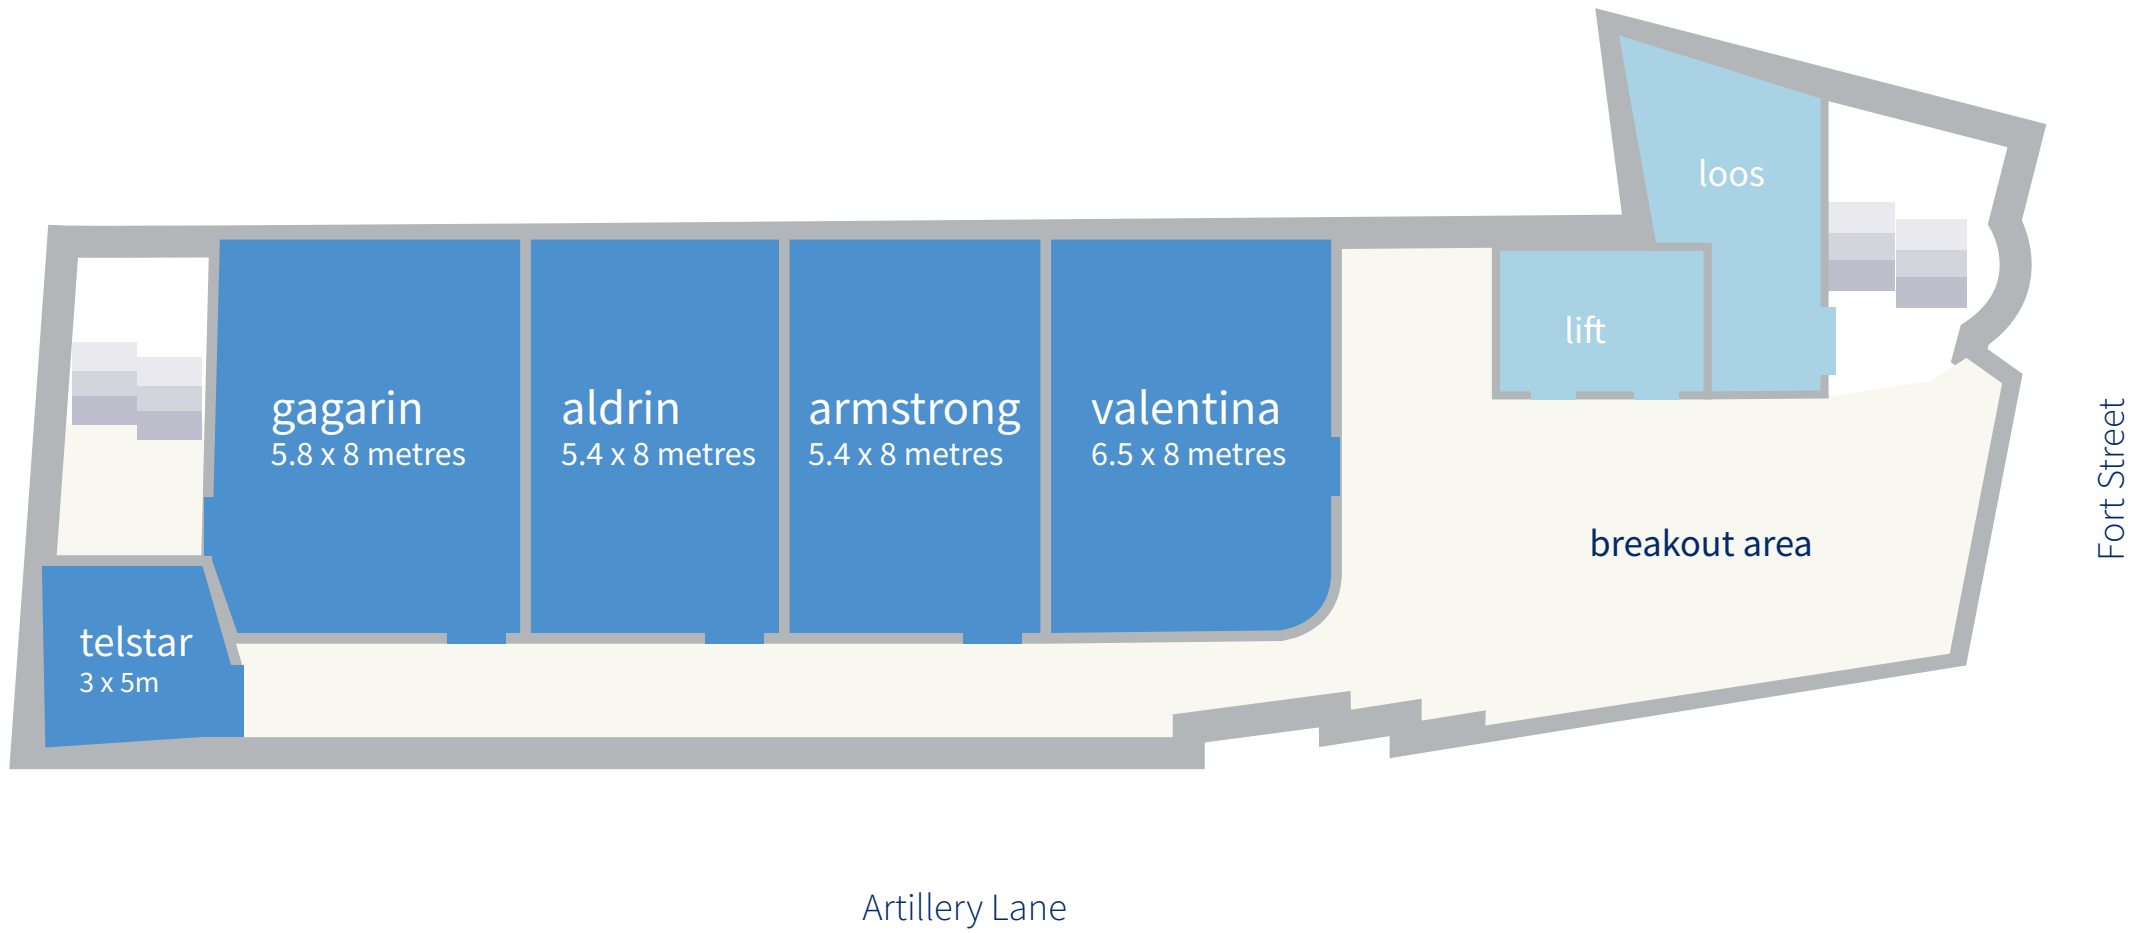 loos
lift
gagarin
5.8 x 8 metres
aldrin
5.4 x 8 metres
armstrong
5.4 x 8 metres
valentina
6.5 x 8 metres
breakout area
telstar
3 x 5m
Fort Street
Artillery Lane